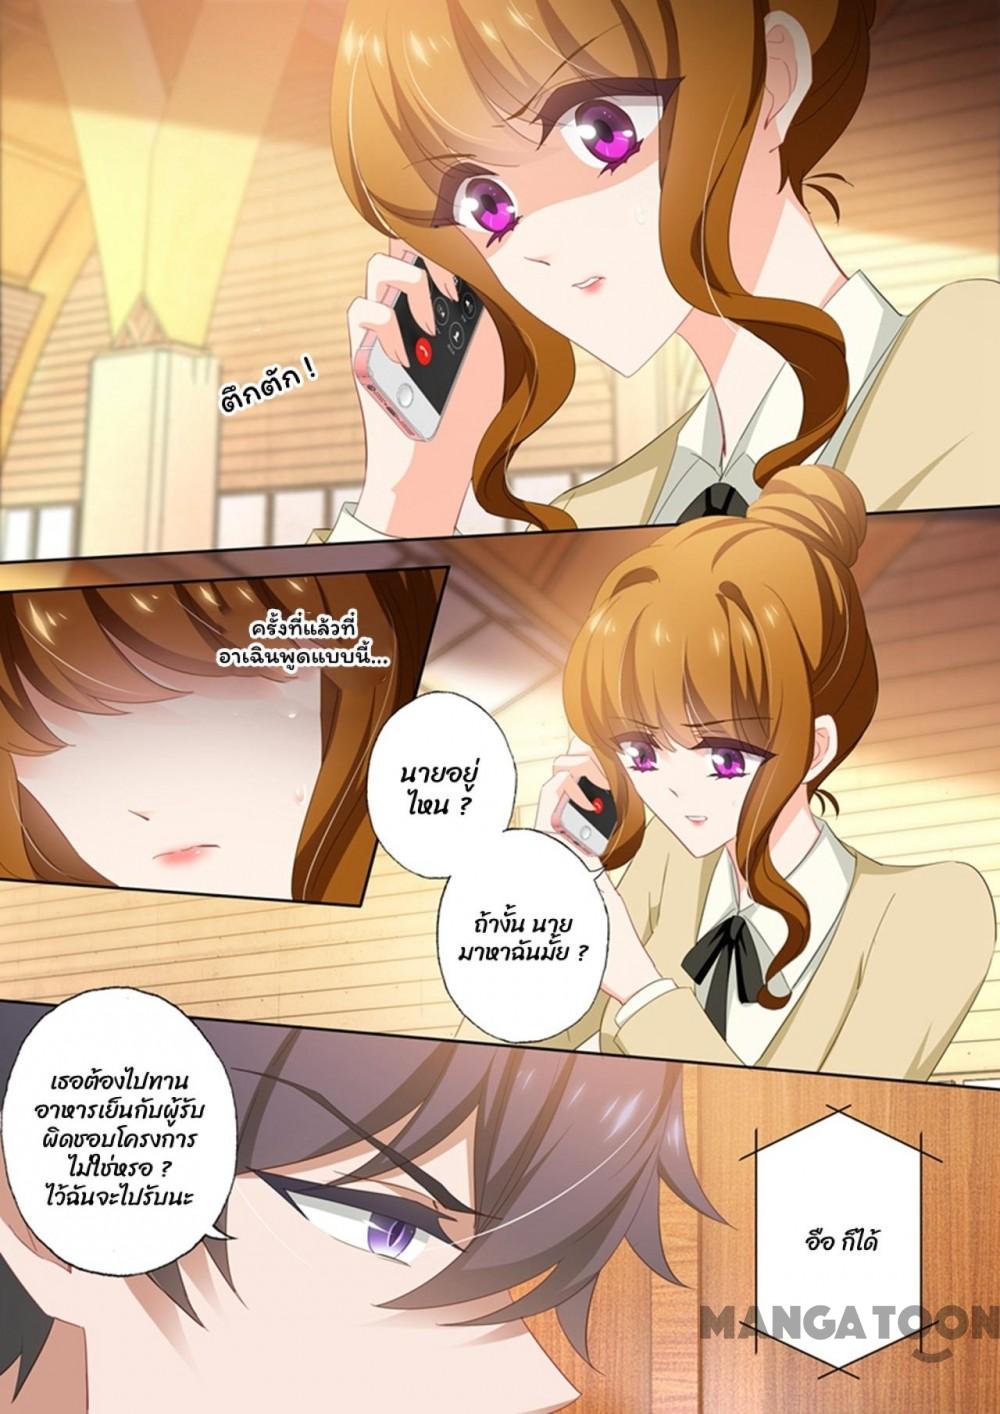 ตึกตัก !
ครั้งที่แล้วที่
อาเฉินพูดแบบนี้...
นายอยู่
ไหน ?
ถ้างั้น นาย
มาหาฉันมั้ย ?
เธอต้องไปทาน
อาหารเย็นกับผู้รับ
ผิดชอบโครงการ
ไม่ใช่หรอ ?
ไว้ฉันจะไปรับนะ
อือ ก็ได้
MANGATOON